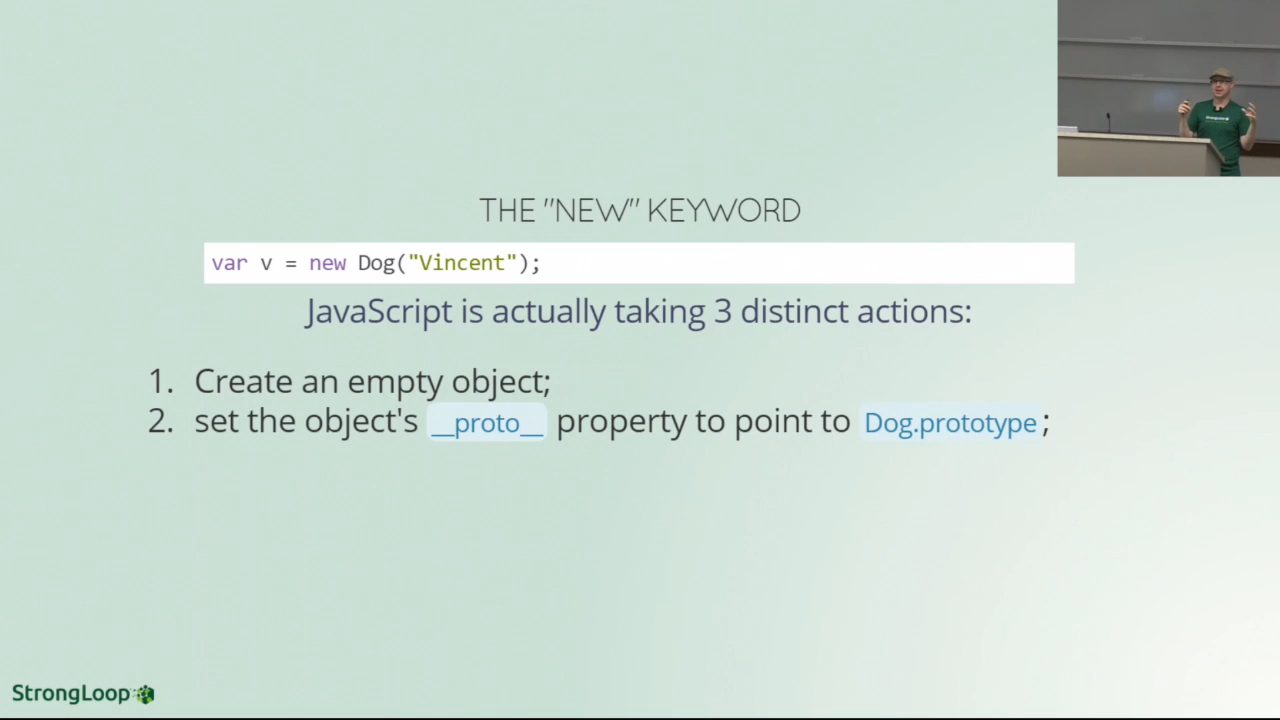 THE "NEW" KEYWORD
var v = new Dog("Vincent");
JavaScript is actually taking 3 distinct actions:
1. Create an empty object;
2. set the object's __proto__ property to point to Dog.prototype;
StrongLoop